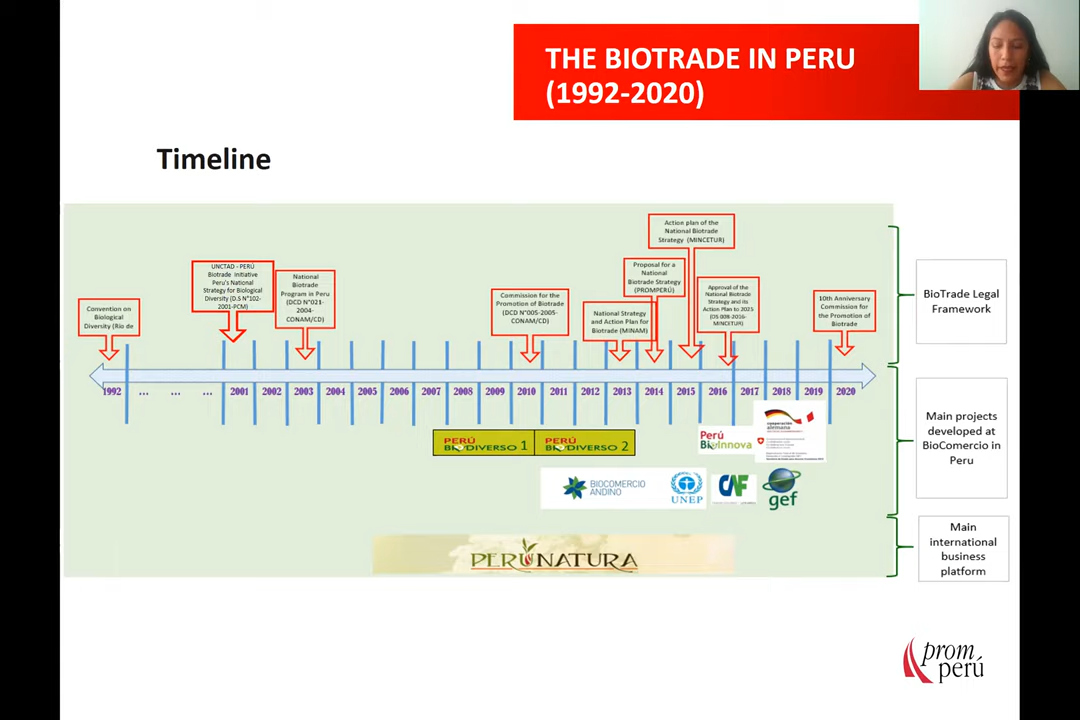 THE BIOTRADE IN PERU
(1992-2020)
Timeline
Convention on
Biological
Diversity (Río de
UNCTAD - PERÚ
Biotrade Initiative
Peru's National
Strategy for Biological
Diversity (D.S N°102-
2001-PCM)
National
Biotrade
Program in Peru
(DCD N°021-
2004-
CONAM/CD)
Commission for the
Promotion of Biotrade
(DCD N°005-2005-
CONAM/CD)
National Strategy
and Action Plan for
Biotrade (MINAM)
Proposal for a
National
Biotrade Strategy
(PROMPERÚ)
Action plan of the
National Biotrade
Strategy (MINCETUR)
Approval of the
National Biotrade
Strategy and its
Action Plan to 2025
(DS 008-2016-
MINCETUR)
10th Anniversary
Commission for
the Promotion of
Biotrade
1992 ... ... ... 2001 2002 2003 2004 2005 2006 2007 2008 2009 2010 2011 2012 2013 2014 2015 2016 2017 2018 2019 2020
PERÚ
BIODIVERSO 1
PERÚ
BIODIVERSO 2
Perú
BioInnova
cooperación
alemana
BIOCOMERCIO
ANDINO
UNEP
CAF
gef
PERUNATURA
BioTrade Legal
Framework
Main projects
developed at
BioComercio in
Peru
Main
international
business
platform
prom
perú